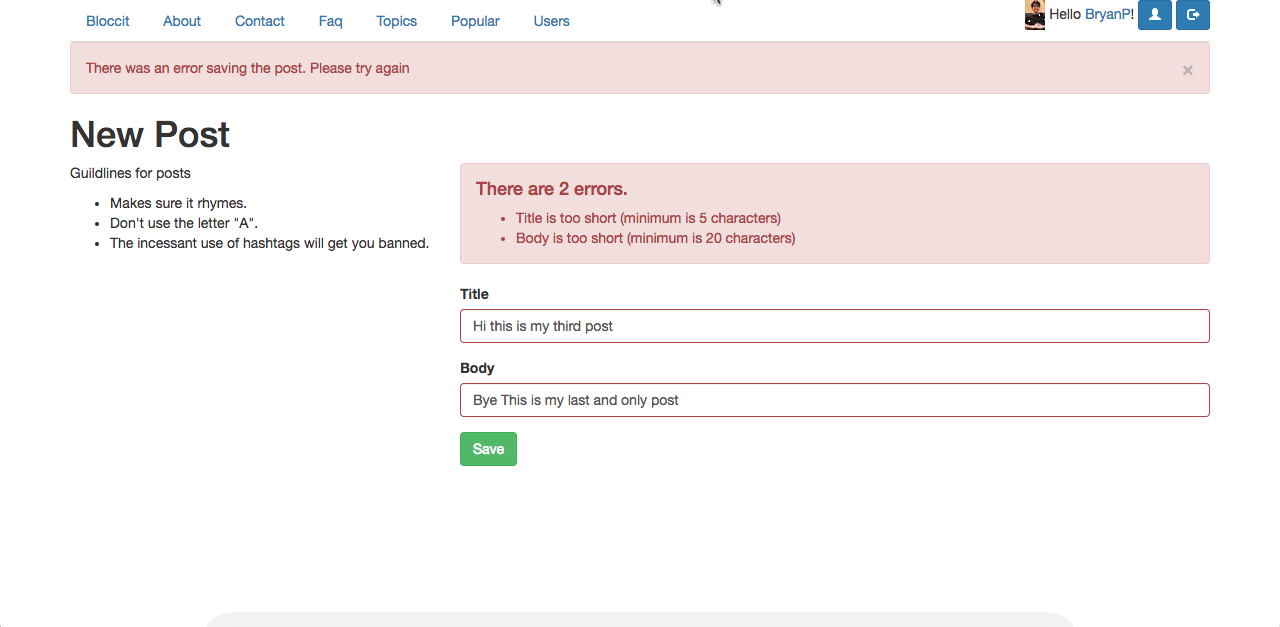 Bloccit About Contact Faq Topics Popular Users Hello BryanP!
There was an error saving the post. Please try again ×
New Post
Guildlines for posts
• Makes sure it rhymes.
• Don't use the letter "A".
• The incessant use of hashtags will get you banned.
There are 2 errors.
• Title is too short (minimum is 5 characters)
• Body is too short (minimum is 20 characters)
Title
Hi this is my third post
Body
Bye This is my last and only post
Save